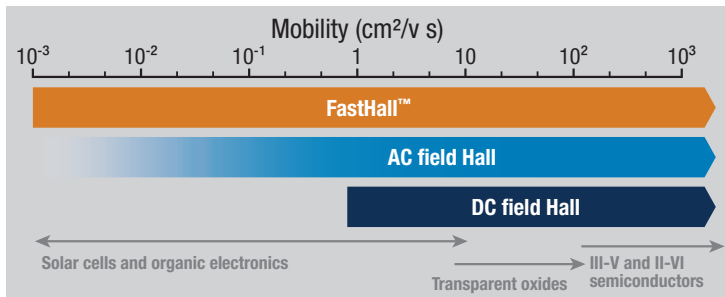 Mobility (cm²/v s)
10⁻³ 10⁻² 10⁻¹ 1 10 10² 10³
FastHall™
AC field Hall
DC field Hall
Solar cells and organic electronics
Transparent oxides
III-V and II-VI
semiconductors